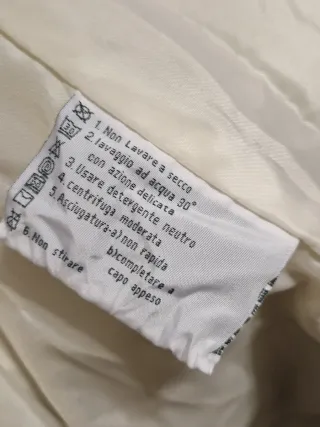 1. Non Lavare a secco
2. lavaggio ad acqua 30°
con azione delicata
3. Usare detergente neutro
4. centrifuga moderata
5. Asciugatura-a) non rapida
b) completare a
capo appeso
6. Non stirare